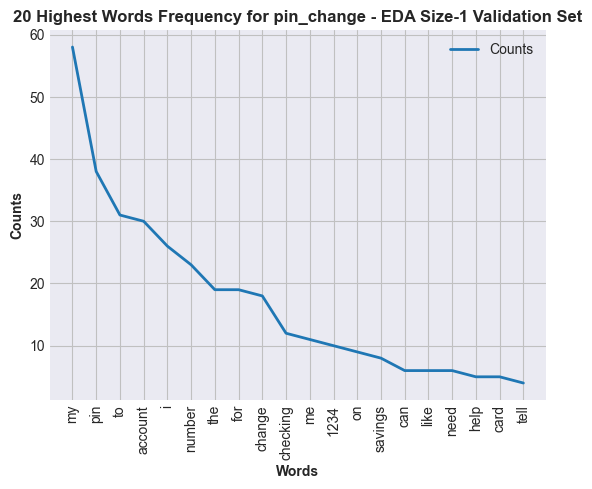 20 Highest Words Frequency for pin_change - EDA Size-1 Validation Set
Counts
60
50
40
30
20
10
Counts
my
pin
to
account
i
number
the
for
change
checking
me
1234
on
savings
can
like
need
help
card
tell
Words